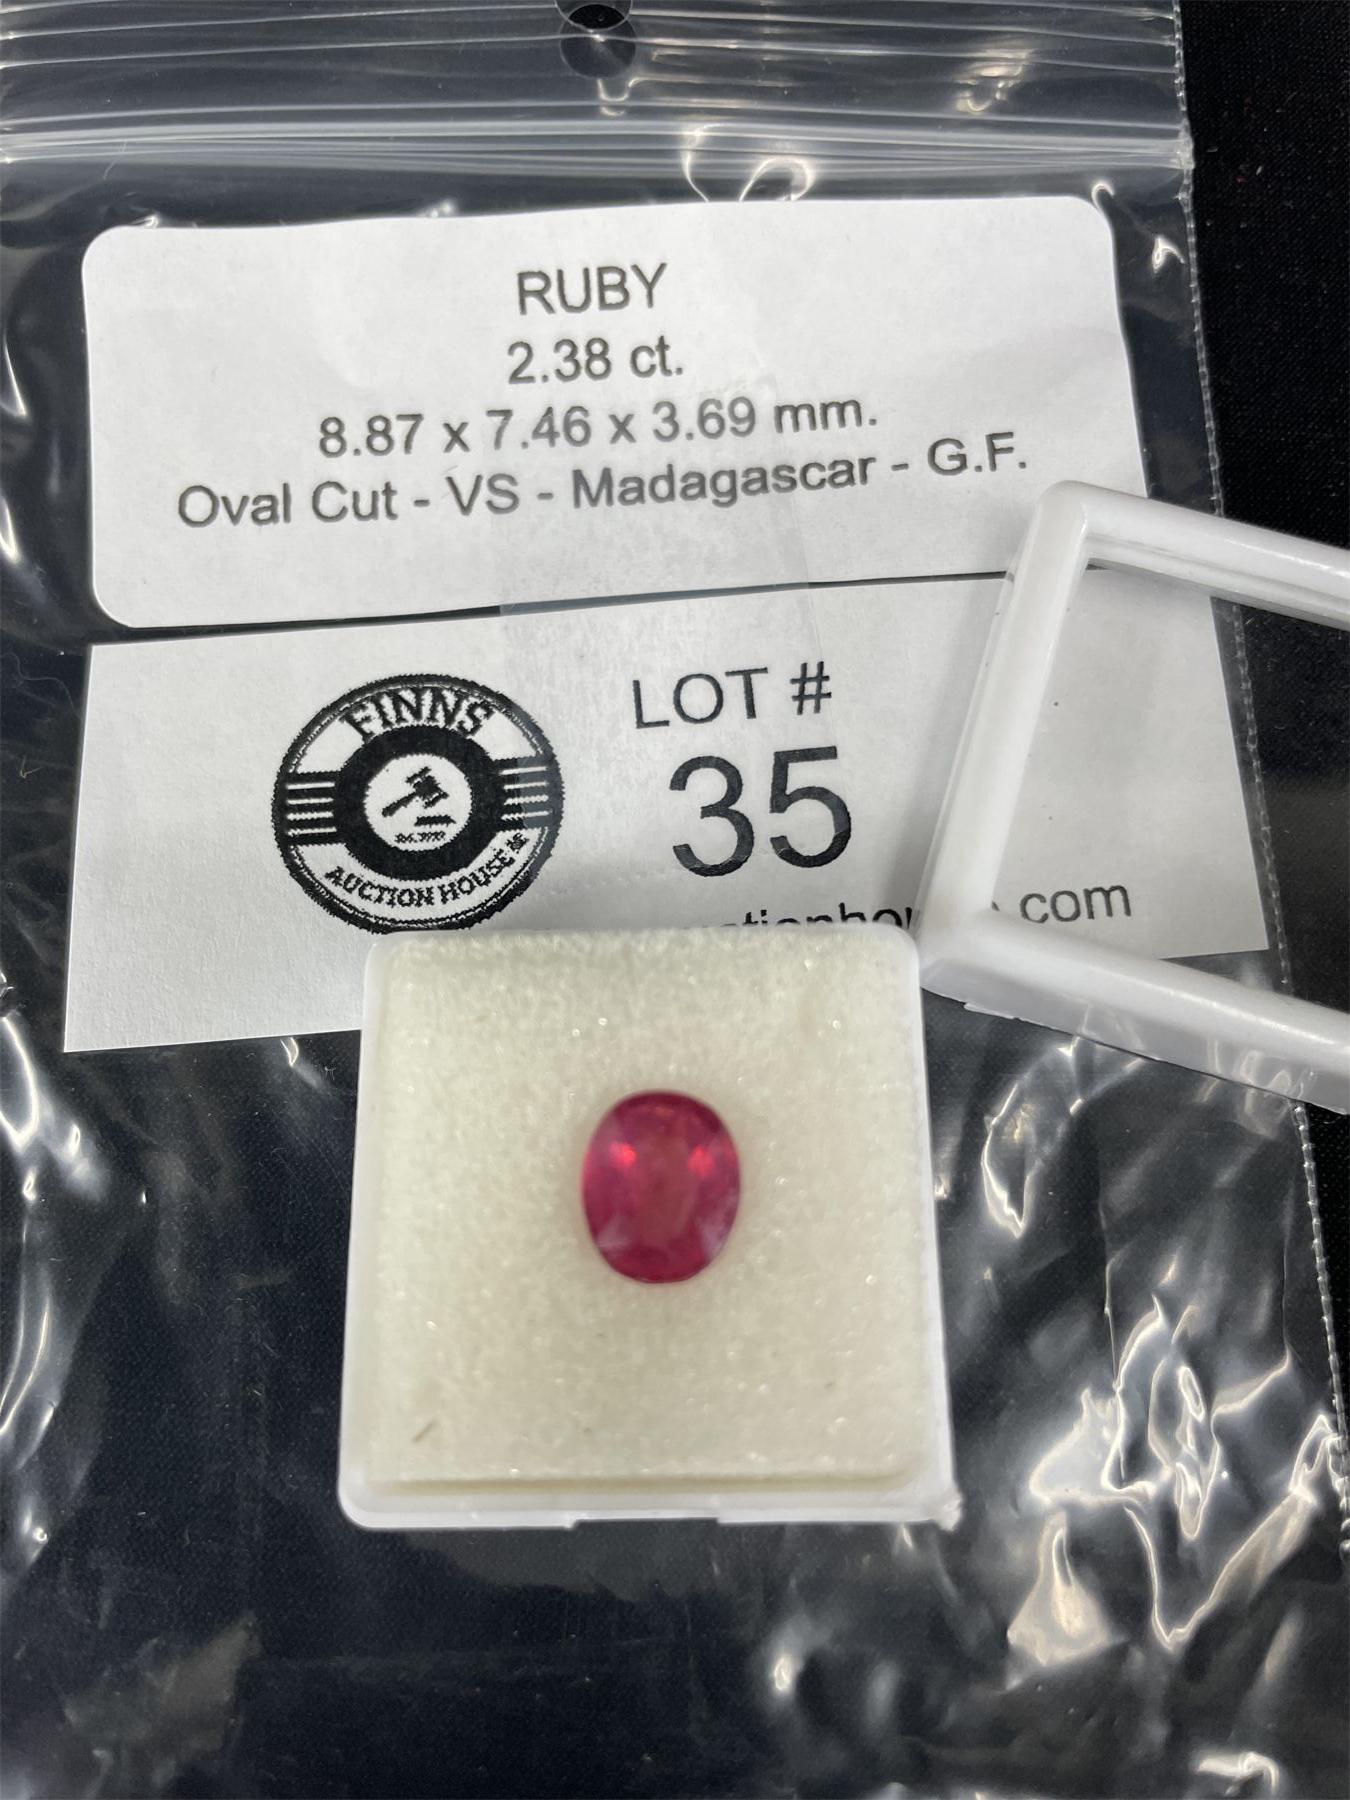 RUBY
2.38 ct.
8.87 x 7.46 x 3.69 mm.
Oval Cut - VS - Madagascar - G.F.
FINNS
AUCTION HOUSE
LOT #
35
.com